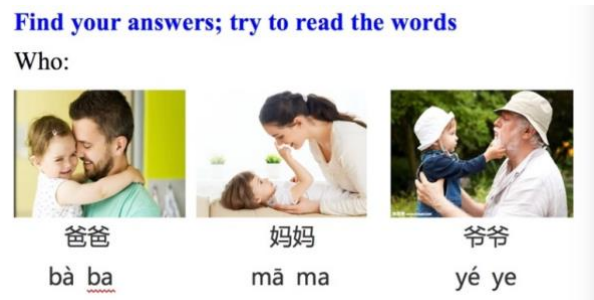 Find your answers; try to read the words
Who:
爸爸 妈妈 爷爷
bà ba mā ma yé ye